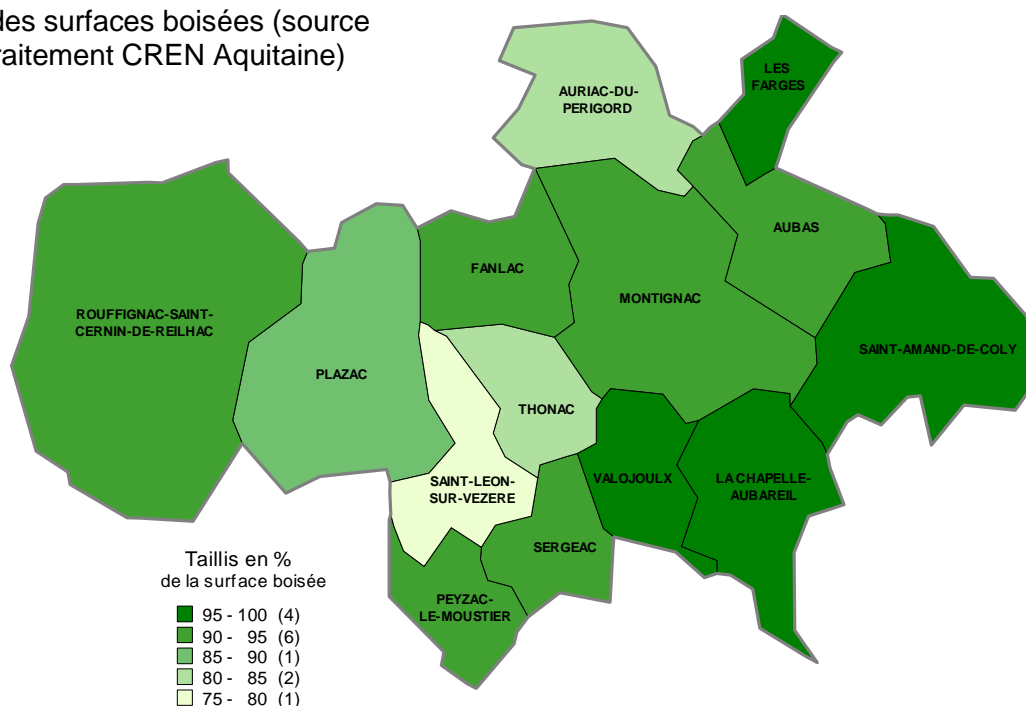 des surfaces boisées (source
raitement CREN Aquitaine)
LES
FARGES
AURIAC-DU-
PERIGORD
AUBAS
FANLAC
MONTIGNAC
ROUFFIGNAC-SAINT-
CERNIN-DE-REILHAC
SAINT-AMAND-DE-COLY
PLAZAC
THONAC
SAINT-LEON-
SUR-VEZERE
VALOJOULX
LA CHAPELLE-
AUBAREIL
SERGEAC
PEYZAC-
LE-MOUSTIER
Taillis en %
de la surface boisée
95 - 100 (4)
90 - 95 (6)
85 - 90 (1)
80 - 85 (2)
75 - 80 (1)